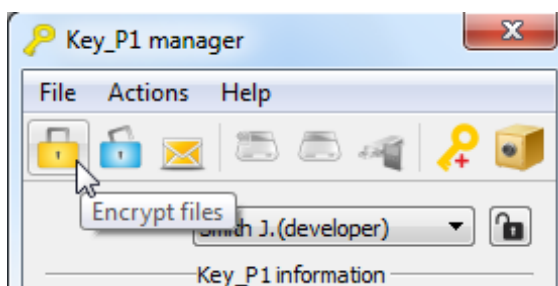 Key_P1 manager
File Actions Help
Encrypt files
Smith J.(developer)
Key_P1 information